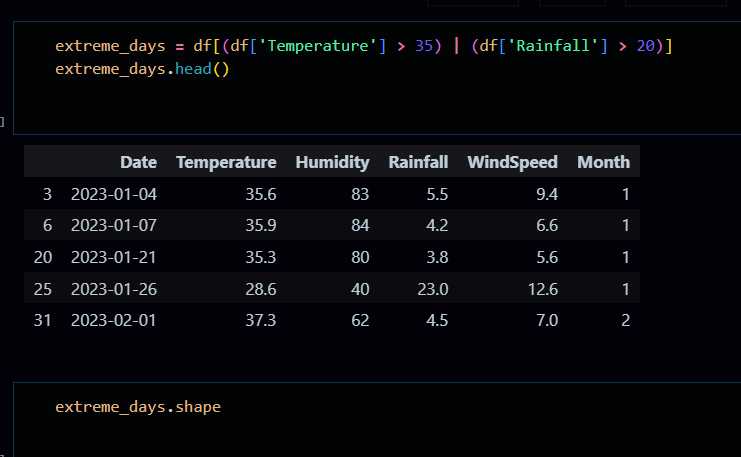 extreme_days = df[(df['Temperature'] > 35) | (df['Rainfall'] > 20)]
extreme_days.head()
]
Date Temperature Humidity Rainfall WindSpeed Month
3 2023-01-04 35.6 83 5.5 9.4 1
6 2023-01-07 35.9 84 4.2 6.6 1
20 2023-01-21 35.3 80 3.8 5.6 1
25 2023-01-26 28.6 40 23.0 12.6 1
31 2023-02-01 37.3 62 4.5 7.0 2
extreme_days.shape